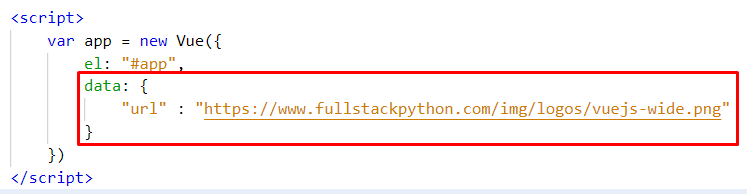 <script>
    var app = new Vue({
        el: "#app",
        data: {
            "url" : "https://www.fullstackpython.com/img/logos/vuejs-wide.png"
        }
    })
</script>